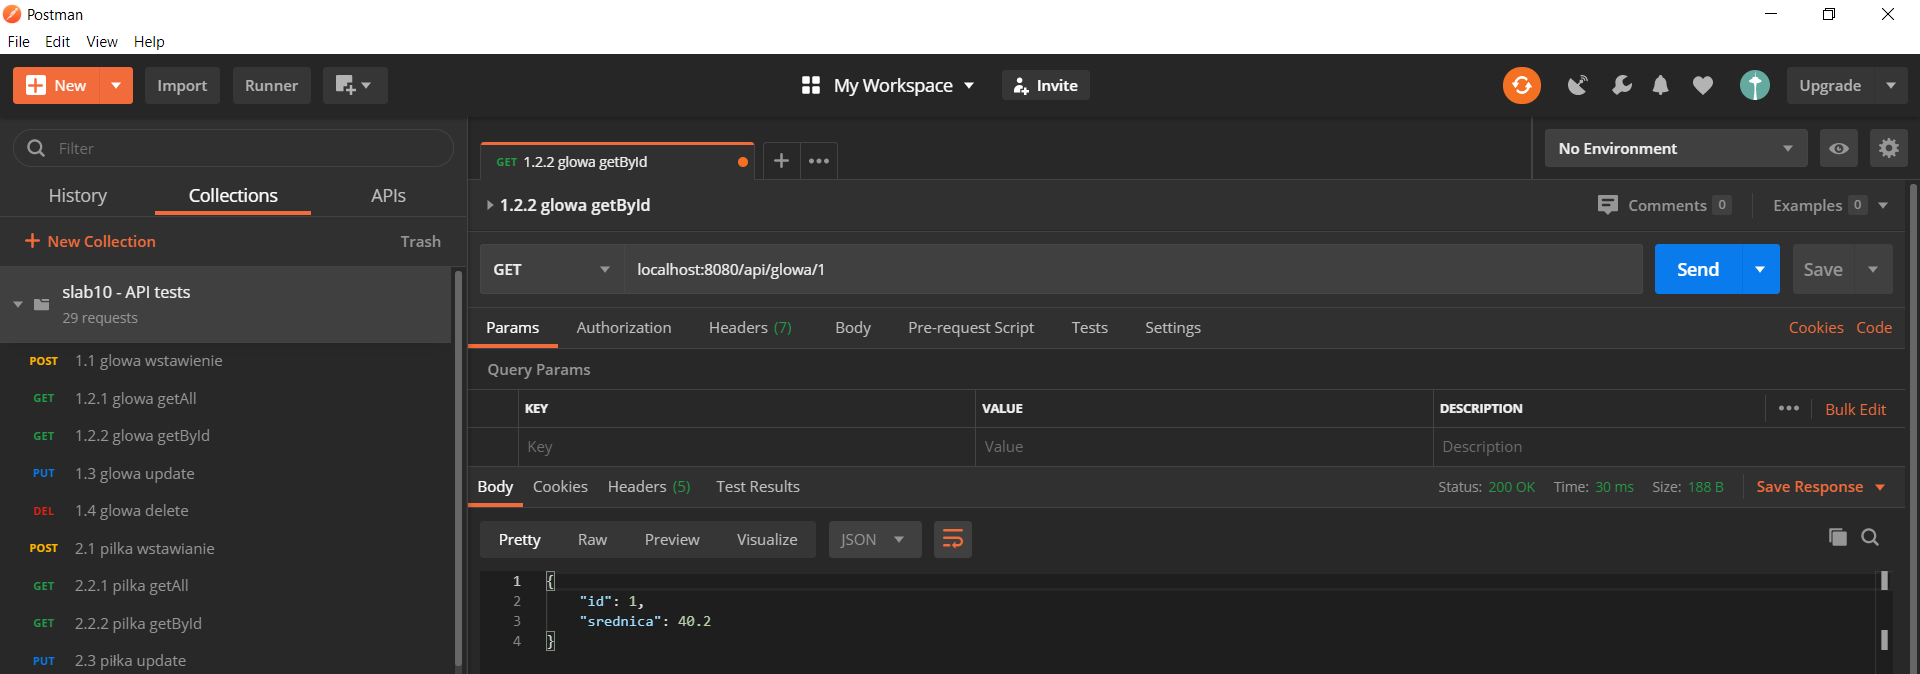 Postman
File Edit View Help
New Import Runner My Workspace Invite Upgrade
Filter
History Collections APIs
New Collection Trash
slab10 - API tests
29 requests
POST 1.1 glowa wstawienie
GET 1.2.1 glowa getAll
GET 1.2.2 glowa getById
PUT 1.3 glowa update
DEL 1.4 glowa delete
POST 2.1 pilka wstawianie
GET 2.2.1 pilka getAll
GET 2.2.2 pilka getById
PUT 2.3 piłka update
GET 1.2.2 glowa getById
No Environment
1.2.2 glowa getById Comments 0 Examples 0
GET localhost:8080/api/glowa/1 Send Save
Params Authorization Headers (7) Body Pre-request Script Tests Settings Cookies Code
Query Params
KEY VALUE DESCRIPTION Bulk Edit
Key Value Description
Body Cookies Headers (5) Test Results Status: 200 OK Time: 30 ms Size: 188 B Save Response
Pretty Raw Preview Visualize JSON
1 {
2 "id": 1,
3 "srednica": 40.2
4 }